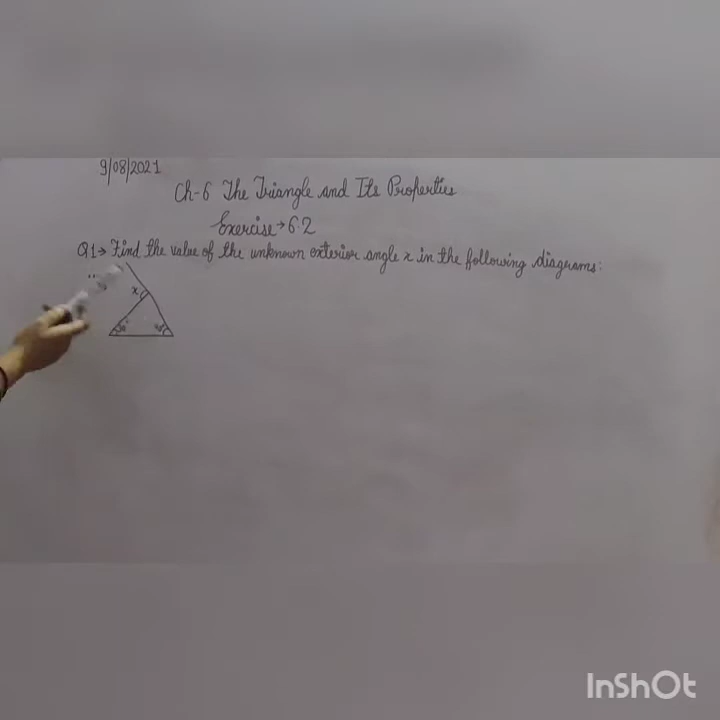 9/08/2021
Ch-6 The Triangle and Its Properties
Exercise→6.2
Q1→ Find the value of the unknown exterior angle x in the following diagrams:
x
InShOt